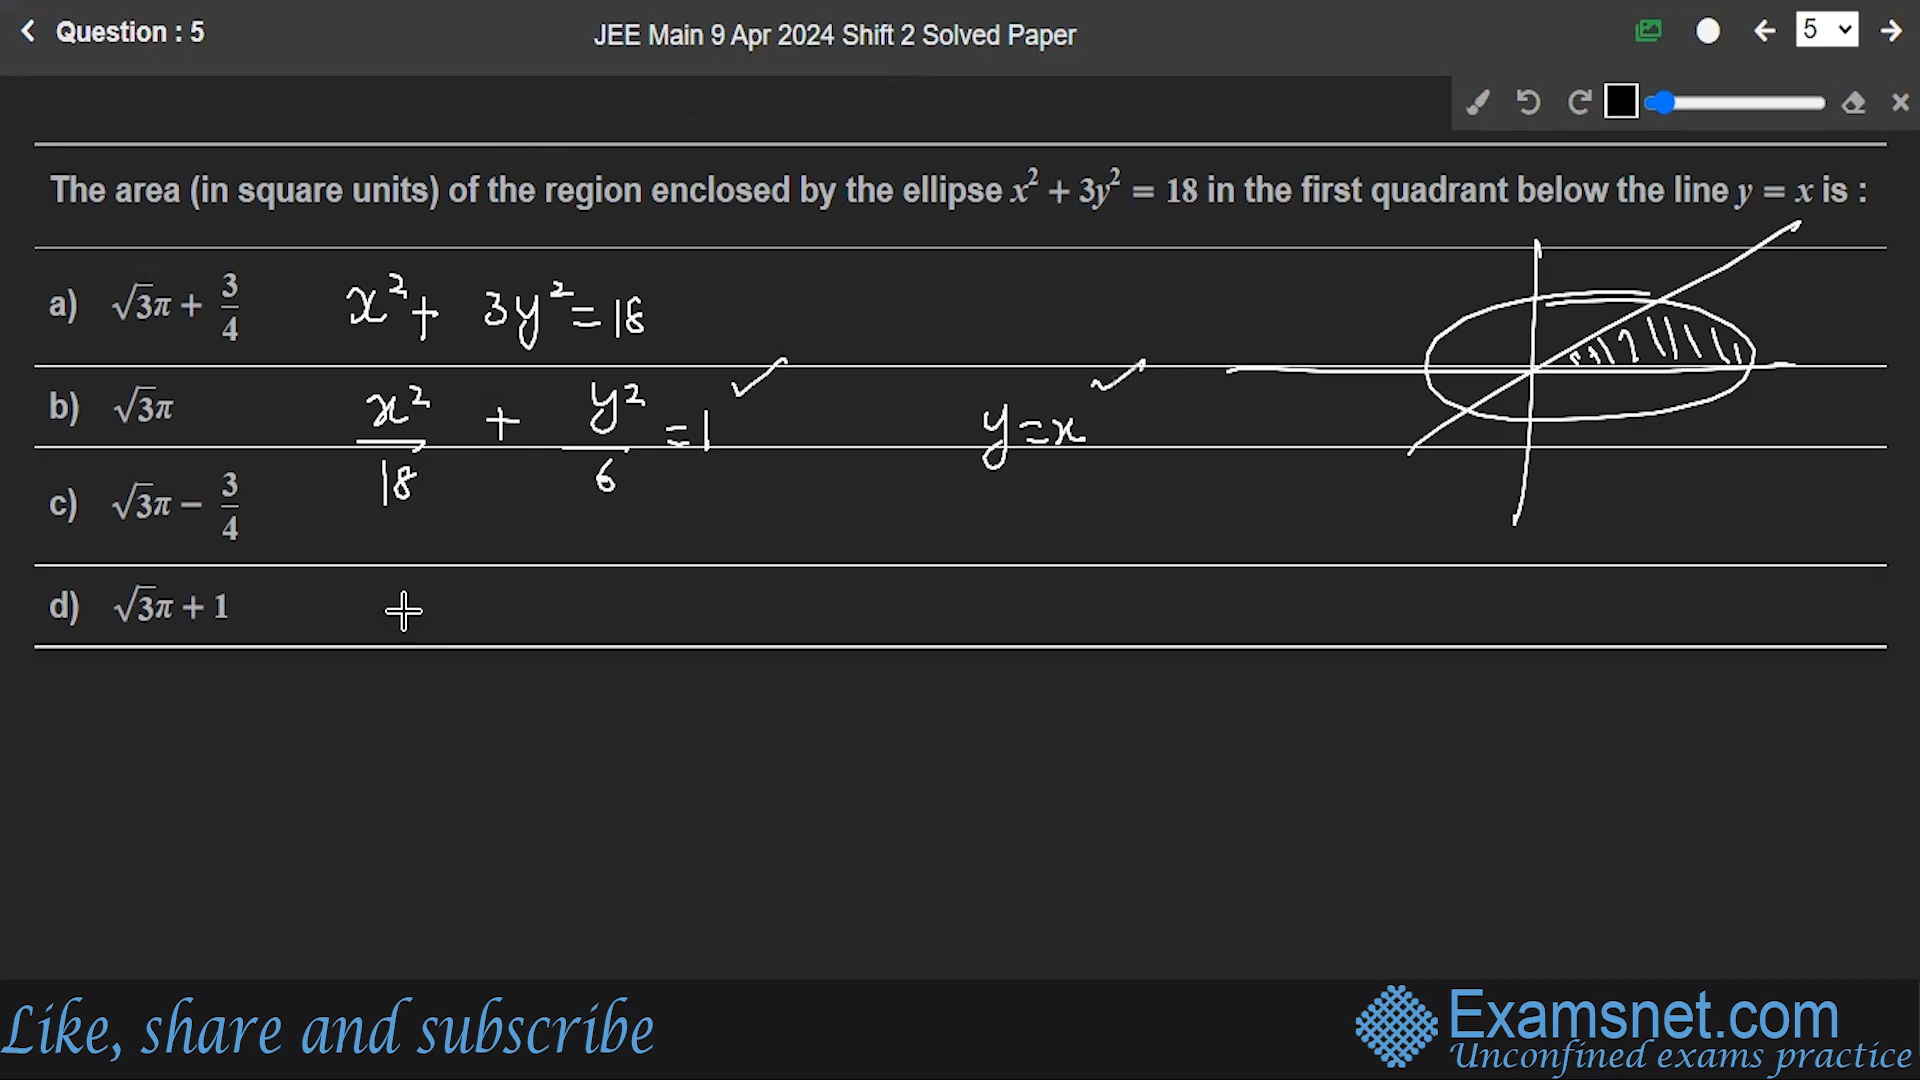 Question : 5
JEE Main 9 Apr 2024 Shift 2 Solved Paper
5
The area (in square units) of the region enclosed by the ellipse x² + 3y² = 18 in the first quadrant below the line y = x is :
a) √3π + 3/4
x² + 3y² = 18
b) √3π
x²/18 + y²/6 = 1
y = x
c) √3π − 3/4
d) √3π + 1
Like, share and subscribe
Examsnet.com
Unconfined exams practice